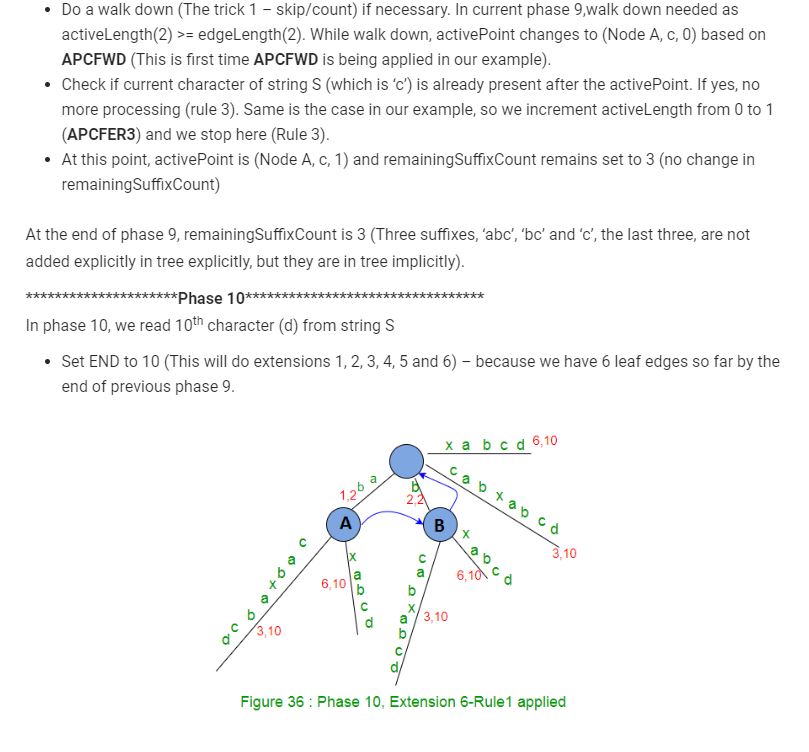 • Do a walk down (The trick 1 – skip/count) if necessary. In current phase 9,walk down needed as
activeLength(2) >= edgeLength(2). While walk down, activePoint changes to (Node A, c, 0) based on
APCFWD (This is first time APCFWD is being applied in our example).
• Check if current character of string S (which is ‘c’) is already present after the activePoint. If yes, no
more processing (rule 3). Same is the case in our example, so we increment activeLength from 0 to 1
(APCFER3) and we stop here (Rule 3).
• At this point, activePoint is (Node A, c, 1) and remainingSuffixCount remains set to 3 (no change in
remainingSuffixCount)
At the end of phase 9, remainingSuffixCount is 3 (Three suffixes, ‘abc’, ‘bc’ and ‘c’, the last three, are not
added explicitly in tree explicitly, but they are in tree implicitly).
*********************Phase 10*********************************
In phase 10, we read 10th character (d) from string S
• Set END to 10 (This will do extensions 1, 2, 3, 4, 5 and 6) – because we have 6 leaf edges so far by the
end of previous phase 9.
x a b c d 6,10
a b 1,2
b 2,2
c a b x a b c d 3,10
A
B
c a b x a b c d 3,10
x a b c d 6,10
c a b x a b c d 3,10
x a b c d 6,10
Figure 36 : Phase 10, Extension 6-Rule1 applied